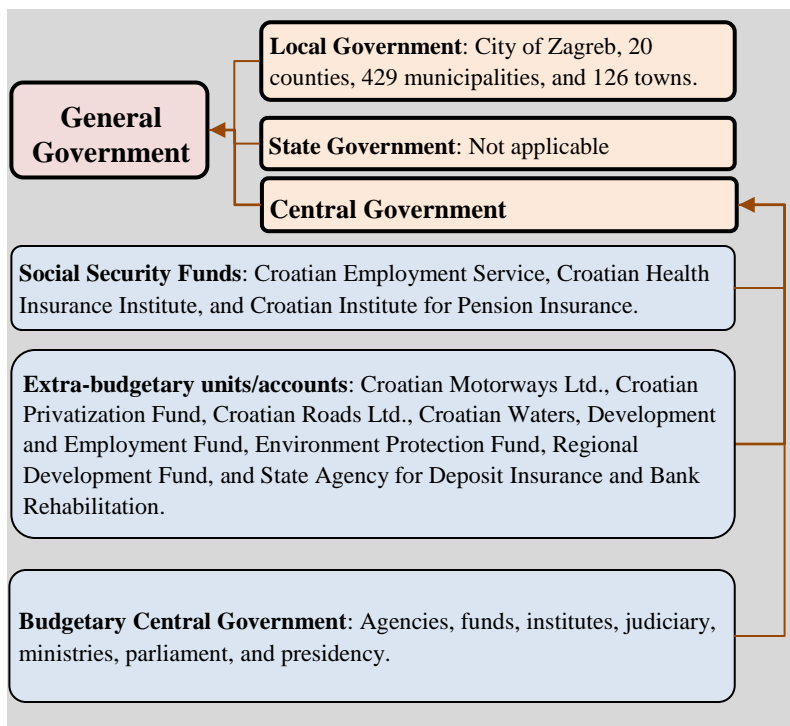 Local Government: City of Zagreb, 20
counties, 429 municipalities, and 126 towns.
General
Government
State Government: Not applicable
Central Government
Social Security Funds: Croatian Employment Service, Croatian Health
Insurance Institute, and Croatian Institute for Pension Insurance.
Extra-budgetary units/accounts: Croatian Motorways Ltd., Croatian
Privatization Fund, Croatian Roads Ltd., Croatian Waters, Development
and Employment Fund, Environment Protection Fund, Regional
Development Fund, and State Agency for Deposit Insurance and Bank
Rehabilitation.
Budgetary Central Government: Agencies, funds, institutes, judiciary,
ministries, parliament, and presidency.